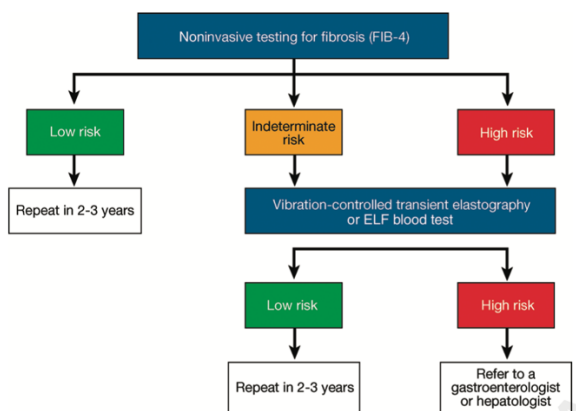 Noninvasive testing for fibrosis (FIB-4)
Low risk
Indeterminate
risk
High risk
Repeat in 2-3 years
Vibration-controlled transient elastography
or ELF blood test
Low risk
High risk
Repeat in 2-3 years
Refer to a
gastroenterologist
or hepatologist